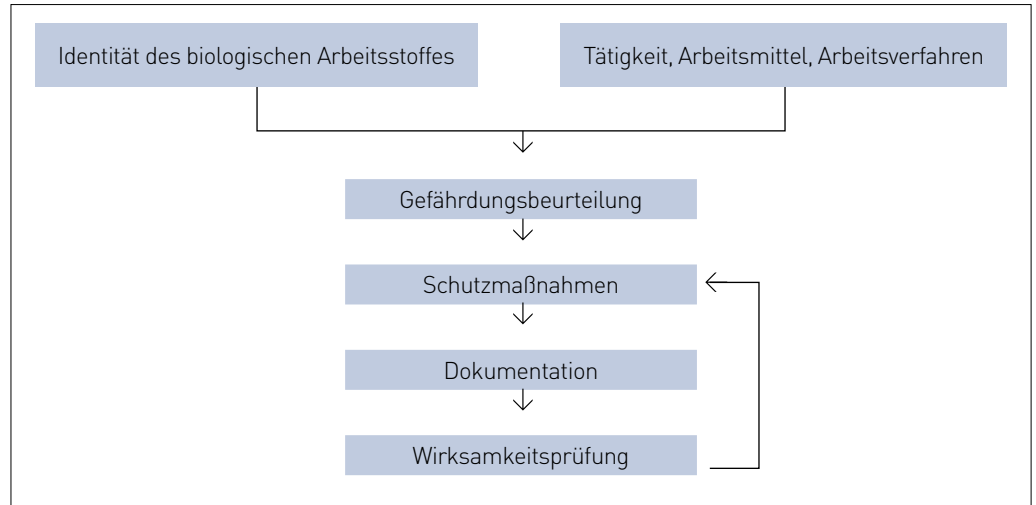 Identität des biologischen Arbeitsstoffes
Tätigkeit, Arbeitsmittel, Arbeitsverfahren
Gefährdungsbeurteilung
Schutzmaßnahmen
Dokumentation
Wirksamkeitsprüfung